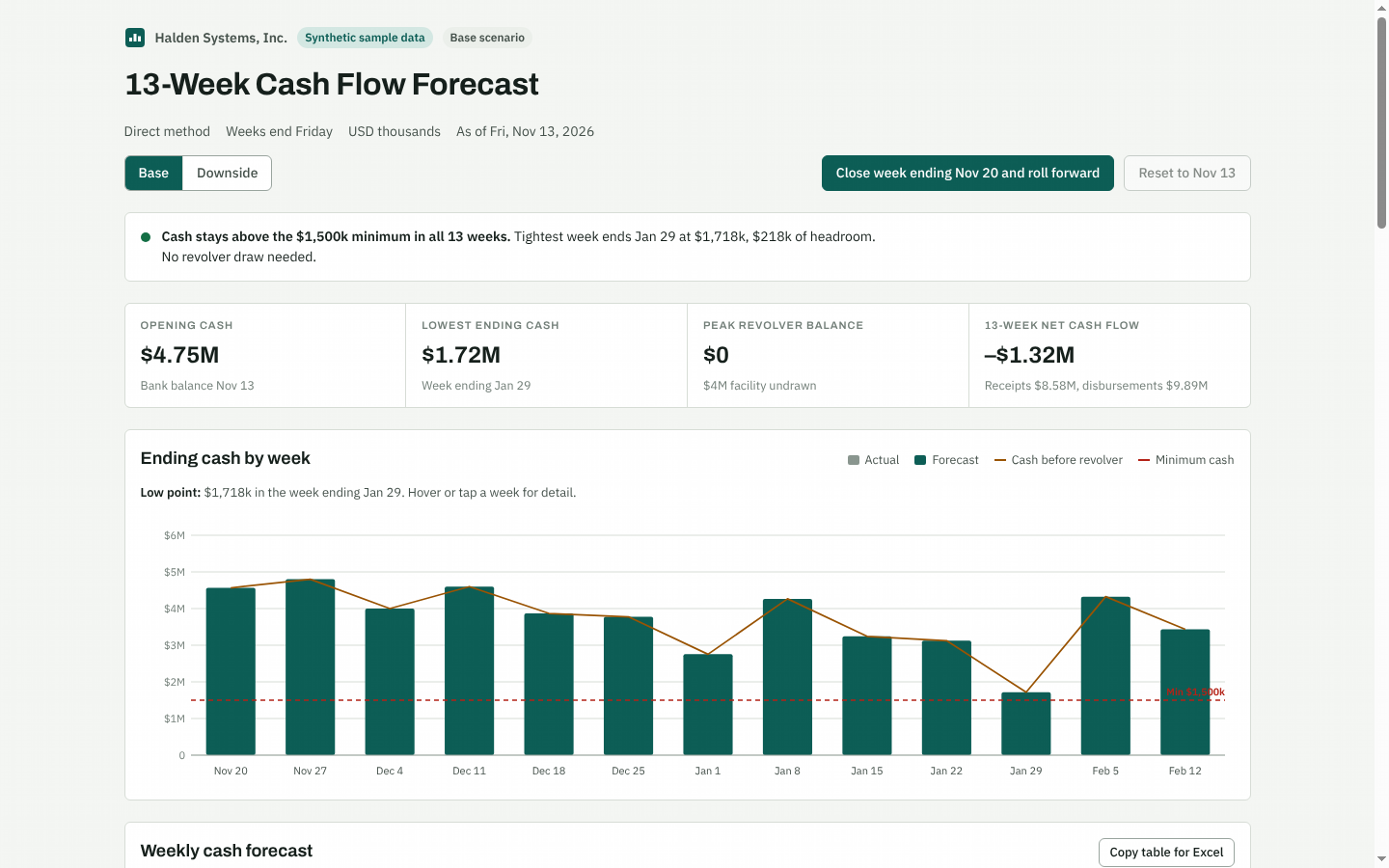 Halden Systems, Inc. Synthetic sample data Base scenario
13-Week Cash Flow Forecast
Direct method Weeks end Friday USD thousands As of Fri, Nov 13, 2026
Base Downside Close week ending Nov 20 and roll forward Reset to Nov 13
Cash stays above the $1,500k minimum in all 13 weeks. Tightest week ends Jan 29 at $1,718k, $218k of headroom.
No revolver draw needed.
OPENING CASH LOWEST ENDING CASH PEAK REVOLVER BALANCE 13-WEEK NET CASH FLOW
$4.75M $1.72M $0 –$1.32M
Bank balance Nov 13 Week ending Jan 29 $4M facility undrawn Receipts $8.58M, disbursements $9.89M
Ending cash by week Actual Forecast Cash before revolver Minimum cash
Low point: $1,718k in the week ending Jan 29. Hover or tap a week for detail.
$6M
$5M
$4M
$3M
$2M
Min $1,500k
$1M
0
Nov 20 Nov 27 Dec 4 Dec 11 Dec 18 Dec 25 Jan 1 Jan 8 Jan 15 Jan 22 Jan 29 Feb 5 Feb 12
Weekly cash forecast Copy table for Excel